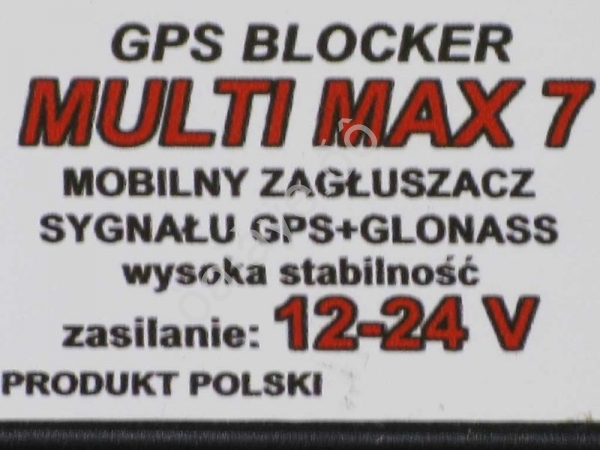 GPS BLOCKER
MULTI MAX 7
MOBILNY ZAGŁUSZACZ
SYGNAŁU GPS+GLONASS
wysoka stabilność
zasilanie: 12-24 V
PRODUKT POLSKI